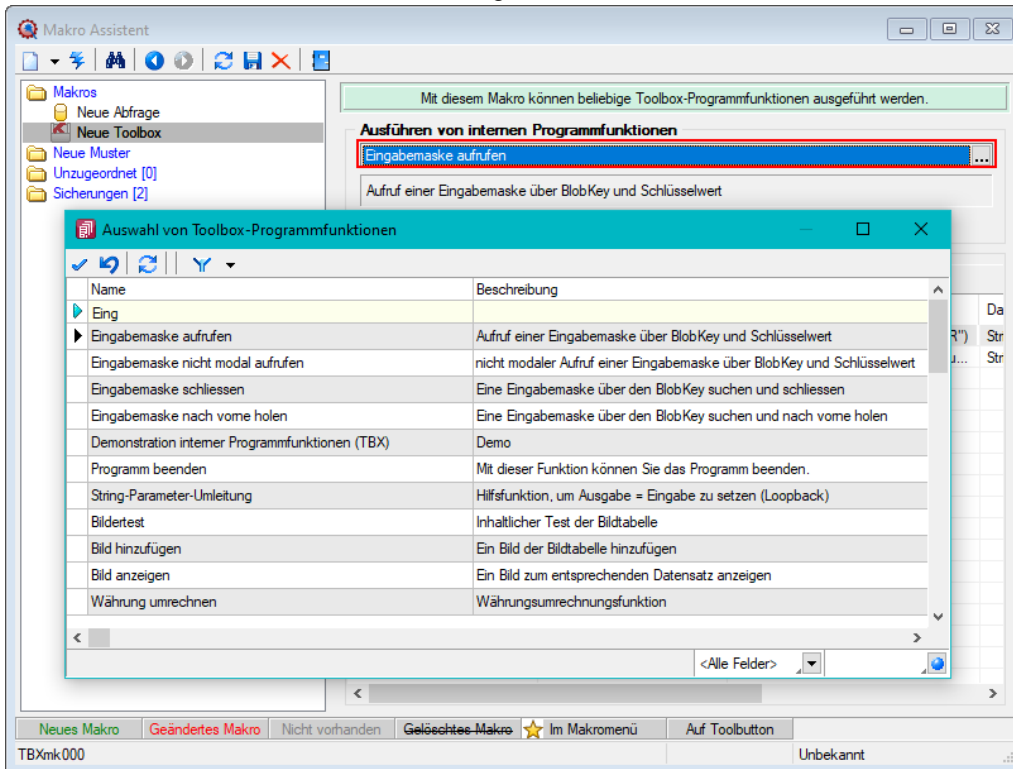 Makro Assistent
Makros
Neue Abfrage
Neue Toolbox
Neue Muster
Unzugeordnet [0]
Sicherungen [2]
Mit diesem Makro können beliebige Toolbox-Programmfunktionen ausgeführt werden.
Ausführen von internen Programmfunktionen
Eingabemaske aufrufen ...
Aufruf einer Eingabemaske über BlobKey und Schlüsselwert
Auswahl von Toolbox-Programmfunktionen
Name Beschreibung
Eing
Eingabemaske aufrufen Aufruf einer Eingabemaske über BlobKey und Schlüsselwert
Eingabemaske nicht modal aufrufen nicht modaler Aufruf einer Eingabemaske über BlobKey und Schlüsselwert
Eingabemaske schliessen Eine Eingabemaske über den BlobKey suchen und schliessen
Eingabemaske nach vorne holen Eine Eingabemaske über den BlobKey suchen und nach vorne holen
Demonstration interner Programmfunktionen (TBX) Demo
Programm beenden Mit dieser Funktion können Sie das Programm beenden.
String-Parameter-Umleitung Hilfsfunktion, um Ausgabe = Eingabe zu setzen (Loopback)
Bildertest Inhaltlicher Test der Bildtabelle
Bild hinzufügen Ein Bild der Bildtabelle hinzufügen
Bild anzeigen Ein Bild zum entsprechenden Datensatz anzeigen
Währung umrechnen Währungsumrechnungsfunktion
<Alle Felder>
Da
R") Str
u... Str
Neues Makro Geändertes Makro Nicht vorhanden Gelöschtes Makro Im Makromenü Auf Toolbutton
TBXmk000 Unbekannt